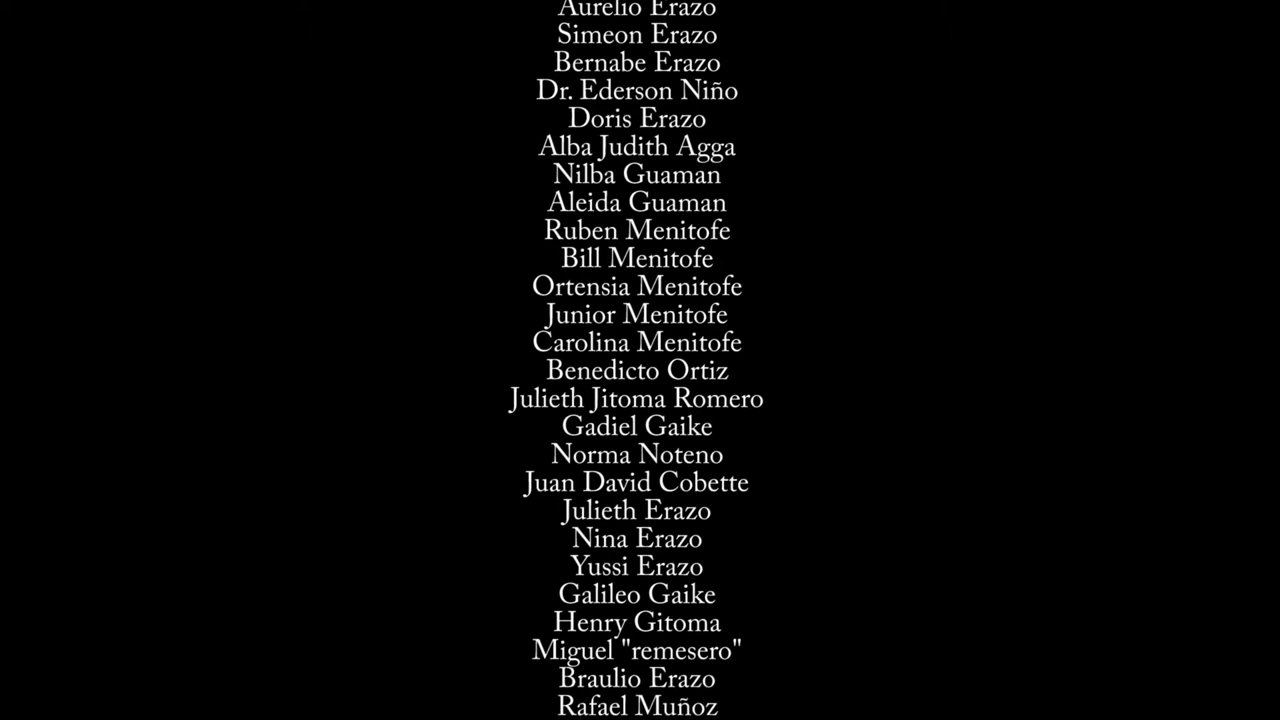 Aurelio Erazo
Simeon Erazo
Bernabe Erazo
Dr. Ederson Niño
Doris Erazo
Alba Judith Agga
Nilba Guaman
Aleida Guaman
Ruben Menitofe
Bill Menitofe
Ortensia Menitofe
Junior Menitofe
Carolina Menitofe
Benedicto Ortiz
Julieth Jitoma Romero
Gadiel Gaike
Norma Noteno
Juan David Cobette
Julieth Erazo
Nina Erazo
Yussi Erazo
Galileo Gaike
Henry Gitoma
Miguel "remesero"
Braulio Erazo
Rafael Muñoz